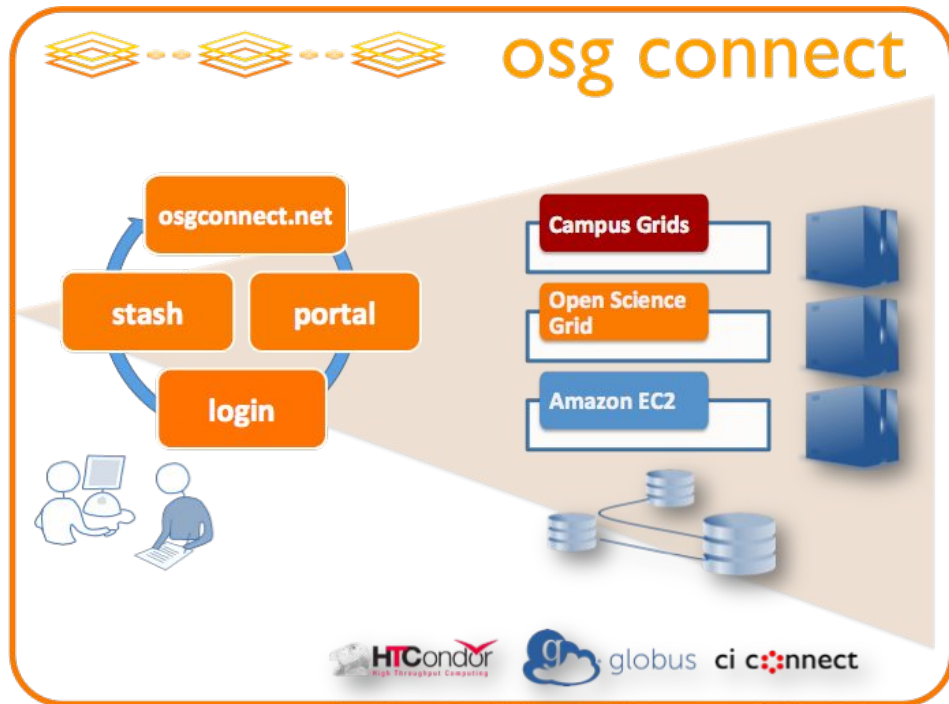 osg connect
osgconnect.net
stash
portal
login
Campus Grids
Open Science
Grid
Amazon EC2
HTCondor
High Throughput Computing
g
globus
ci connect